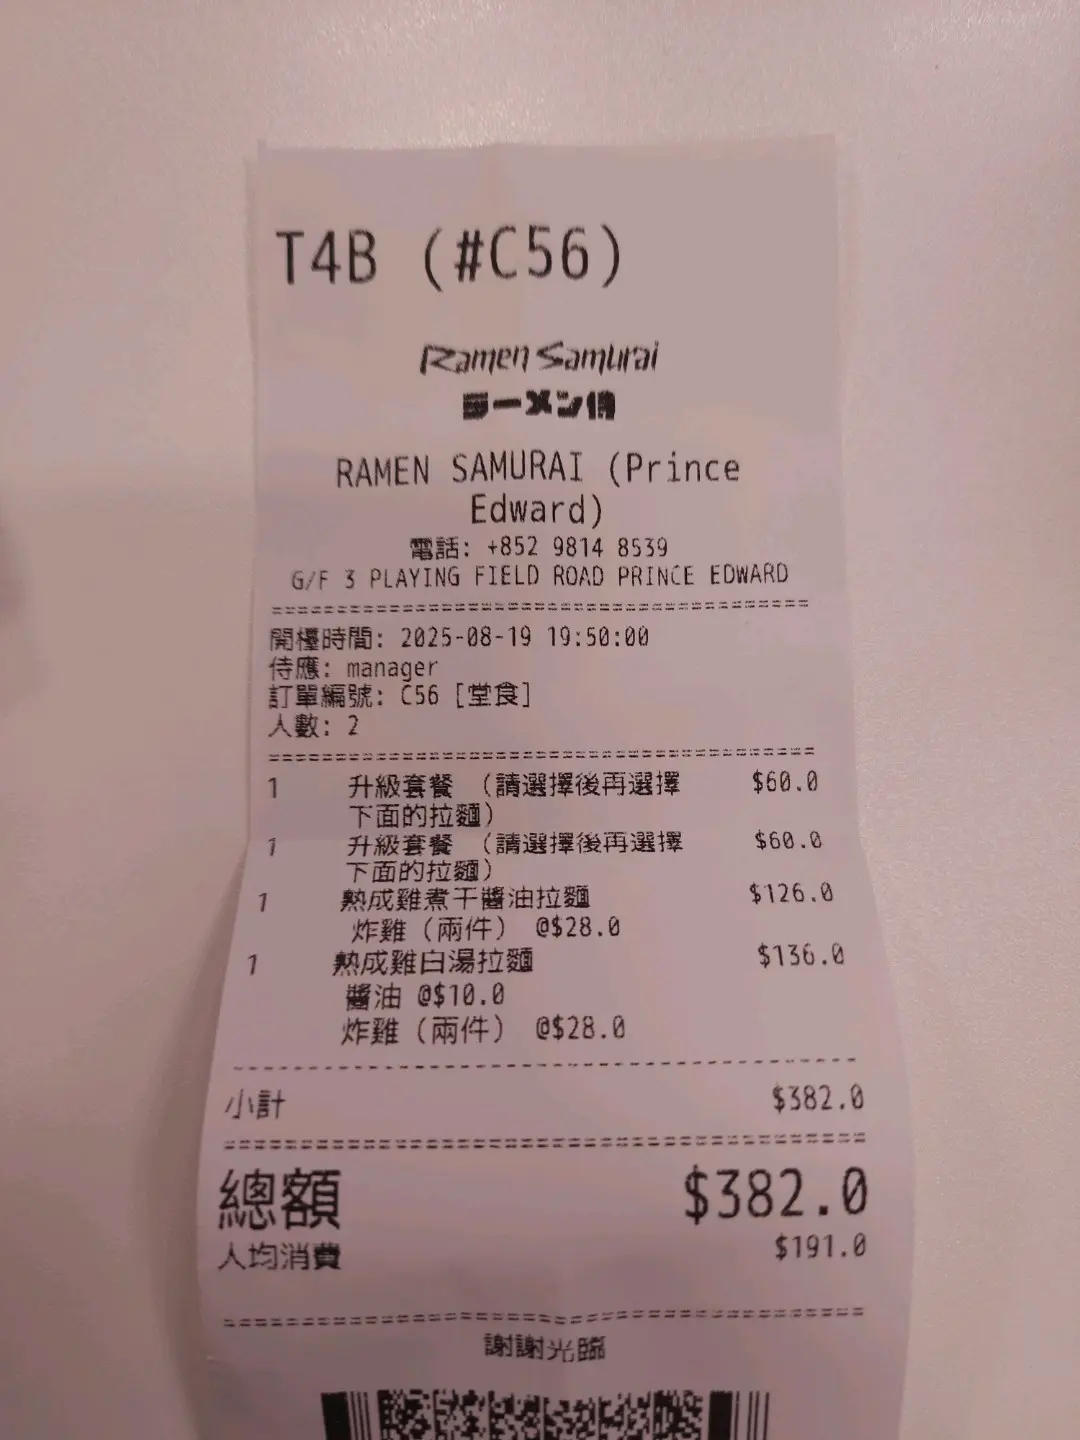 T4B (#C56)
Ramen Samurai
ラーメン侍
RAMEN SAMURAI (Prince
Edward)
電話: +852 9814 8539
G/F 3 PLAYING FIELD ROAD PRINCE EDWARD
開檯時間: 2025-08-19 19:50:00
侍應: manager
訂單編號: C56 [堂食]
人數: 2
1 升級套餐 (請選擇後再選擇 $60.0
下面的拉麵)
1 升級套餐 (請選擇後再選擇 $60.0
下面的拉麵)
1 熟成雞煮干醬油拉麵 $126.0
炸雞 (兩件) @$28.0
1 熟成雞白湯拉麵 $136.0
醬油 @$10.0
炸雞 (兩件) @$28.0
小計 $382.0
總額 $382.0
人均消費 $191.0
謝謝光臨